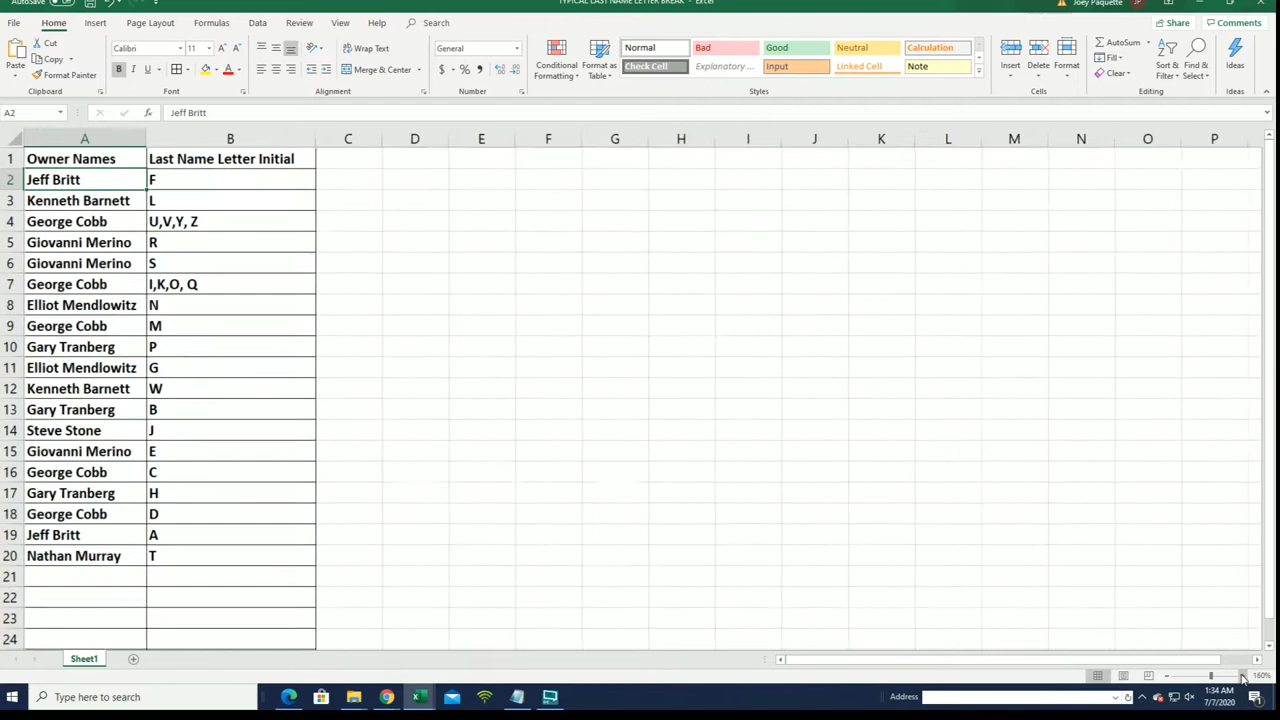 AutoSave Off TYPICAL LAST NAME LETTER BREAK - Excel Joey Paquette JP
File Home Insert Page Layout Formulas Data Review View Help Search Share Comments
Paste Cut Copy Format Painter Clipboard
Calibri 11 B I U A A Font
Wrap Text Merge & Center Alignment
General $ % , Number
Conditional Formatting Format as Table
Normal Bad Good Neutral Calculation
Check Cell Explanatory ... Input Linked Cell Note
Styles
Insert Delete Format Cells
AutoSum Fill Clear Sort & Filter Find & Select Editing
Ideas Ideas
A2 fx Jeff Britt
A B C D E F G H I J K L M N O P
1 Owner Names Last Name Letter Initial
2 Jeff Britt F
3 Kenneth Barnett L
4 George Cobb U,V,Y, Z
5 Giovanni Merino R
6 Giovanni Merino S
7 George Cobb I,K,O, Q
8 Elliot Mendlowitz N
9 George Cobb M
10 Gary Tranberg P
11 Elliot Mendlowitz G
12 Kenneth Barnett W
13 Gary Tranberg B
14 Steve Stone J
15 Giovanni Merino E
16 George Cobb C
17 Gary Tranberg H
18 George Cobb D
19 Jeff Britt A
20 Nathan Murray T
21
22
23
24
Sheet1
160%
Type here to search Address 1:34 AM
7/7/2020